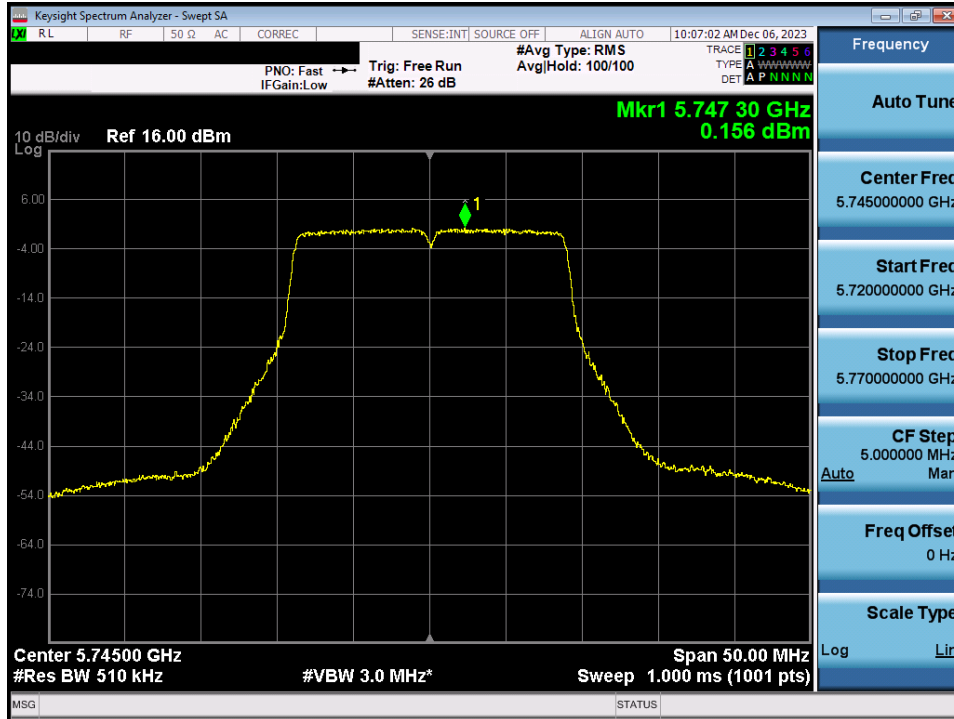 Keysight Spectrum Analyzer - Swept SA
LXI RL RF 50 Ω AC CORREC SENSE:INT SOURCE OFF ALIGN AUTO 10:07:02 AM Dec 06, 2023
PNO: Fast
IFGain:Low
Trig: Free Run
#Atten: 26 dB
#Avg Type: RMS
Avg|Hold: 100/100
TRACE 1 2 3 4 5 6
TYPE A WWWWW
DET A P N N N N
Mkr1 5.747 30 GHz
0.156 dBm
10 dB/div Ref 16.00 dBm
Log
1
6.00
-4.00
-14.0
-24.0
-34.0
-44.0
-54.0
-64.0
-74.0
Center 5.74500 GHz Span 50.00 MHz
#Res BW 510 kHz #VBW 3.0 MHz* Sweep 1.000 ms (1001 pts)
MSG STATUS
Frequency
Auto Tune
Center Freq
5.745000000 GHz
Start Freq
5.720000000 GHz
Stop Freq
5.770000000 GHz
CF Step
5.000000 MHz
Auto Man
Freq Offset
0 Hz
Scale Type
Log Lin